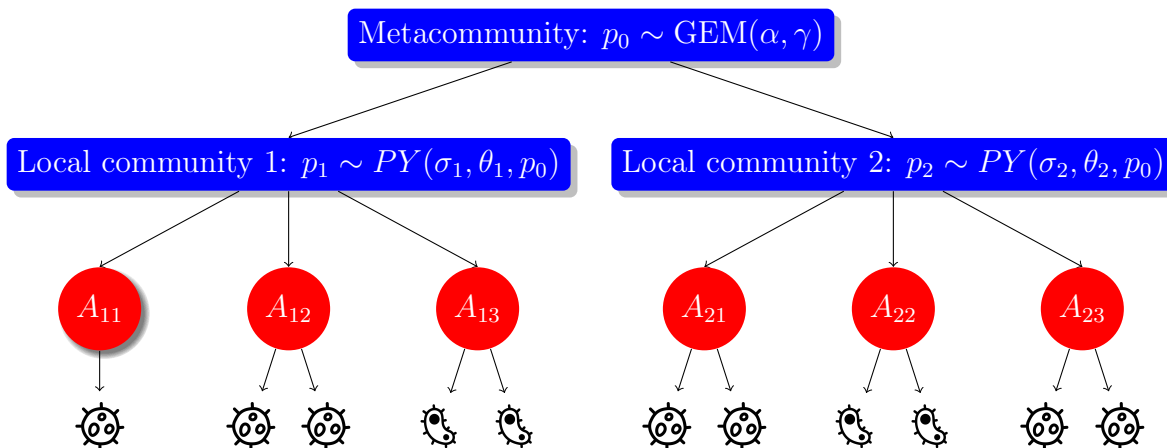 Metacommunity: p₀ ∼ GEM(α, γ)
Local community 1: p₁ ∼ PY(σ₁, θ₁, p₀)
Local community 2: p₂ ∼ PY(σ₂, θ₂, p₀)
A₁₁
A₁₂
A₁₃
A₂₁
A₂₂
A₂₃